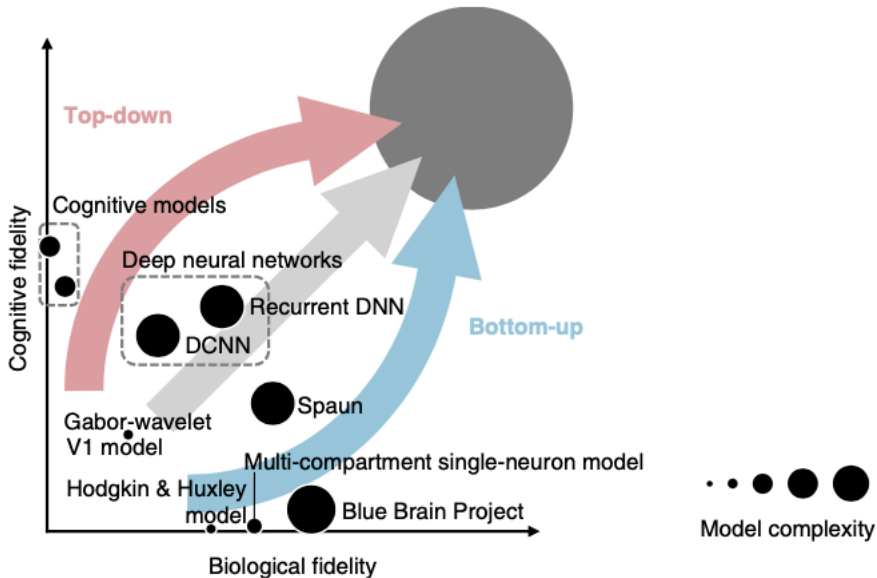 Top-down
Cognitive models
Cognitive fidelity
Deep neural networks
Recurrent DNN
DCNN
Bottom-up
Spaun
Gabor-wavelet
V1 model
Multi-compartment single-neuron model
Hodgkin & Huxley
model
Blue Brain Project
Model complexity
Biological fidelity